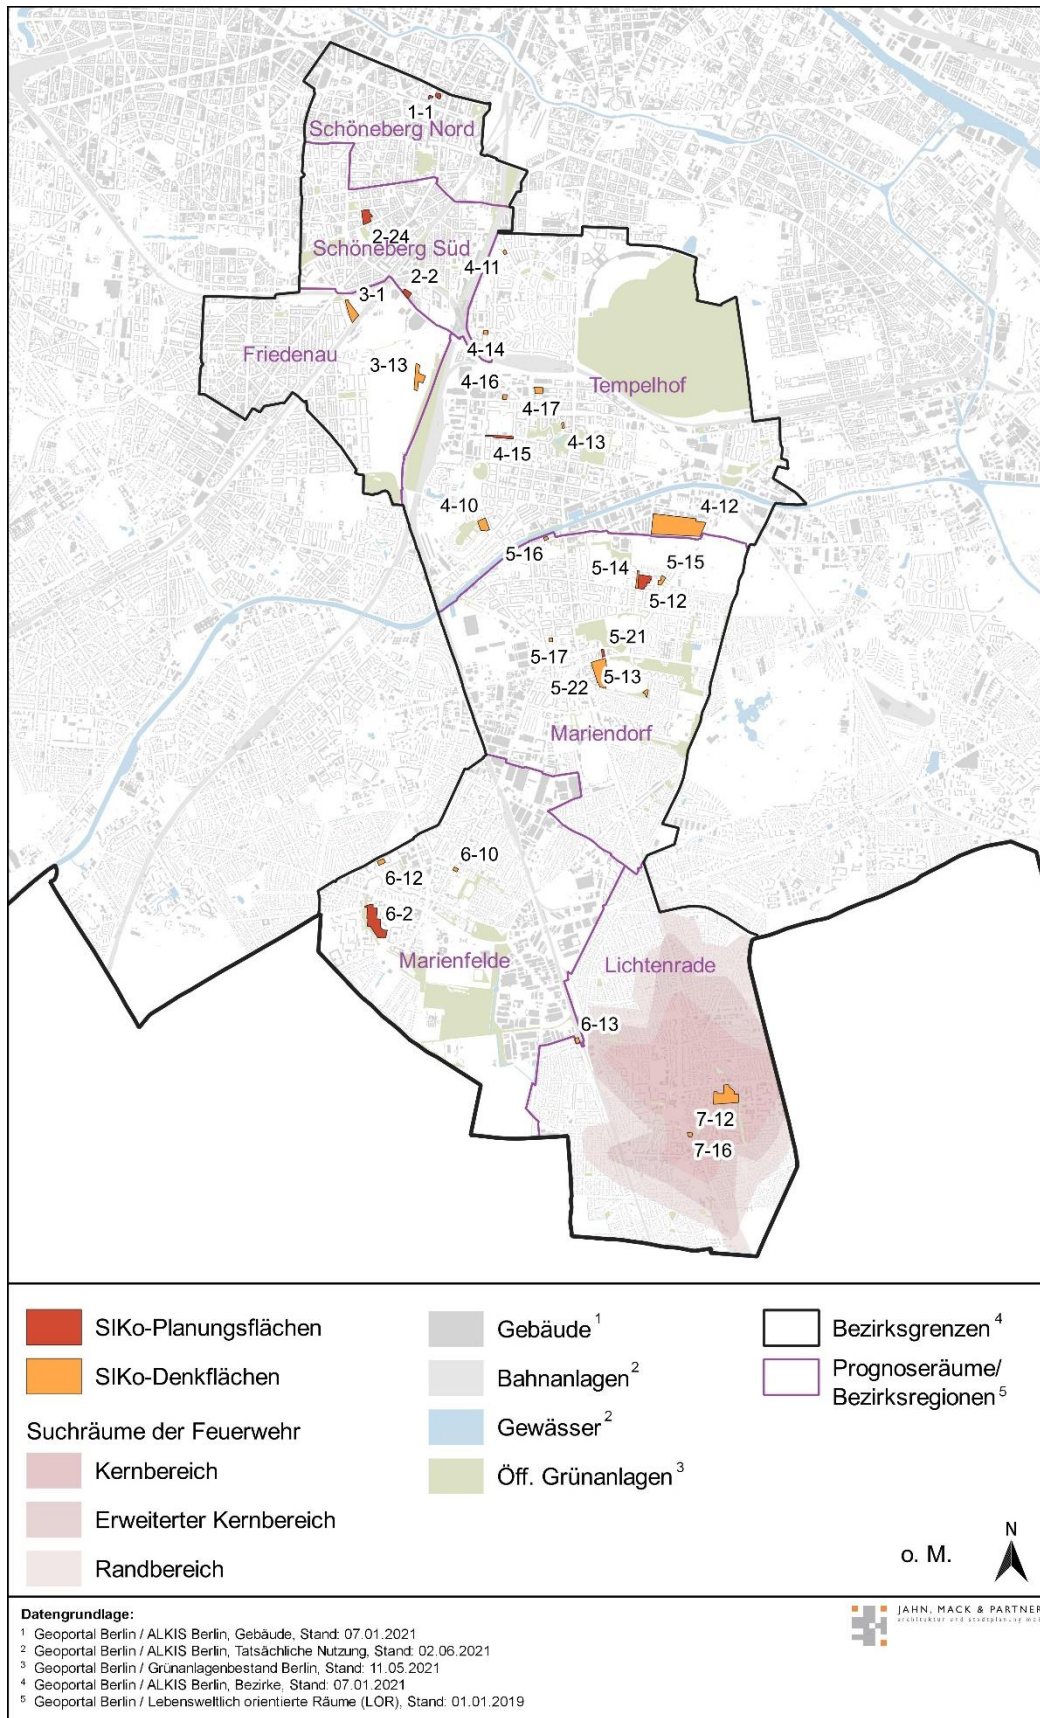 1-1
Schöneberg Nord
2-24
Schöneberg Süd
4-11
2-2
3-1
Friedenau
4-14
3-13
4-16
Tempelhof
4-17
4-13
4-15
4-10
4-12
5-16
5-14
5-15
5-12
5-21
5-17
5-13
5-22
Mariendorf
6-10
6-12
6-2
Marienfelde
Lichtenrade
6-13
7-12
7-16
SIKo-Planungsflächen
SIKo-Denkflächen
Suchräume der Feuerwehr
Kernbereich
Erweiterter Kernbereich
Randbereich
Gebäude 1
Bahnanlagen 2
Gewässer 2
Öff. Grünanlagen 3
Bezirksgrenzen 4
Prognoseräume/
Bezirksregionen 5
o. M.
N
Datengrundlage:
1 Geoportal Berlin / ALKIS Berlin, Gebäude, Stand: 07.01.2021
2 Geoportal Berlin / ALKIS Berlin, Tatsächliche Nutzung, Stand: 02.06.2021
3 Geoportal Berlin / Grünanlagenbestand Berlin, Stand: 11.05.2021
4 Geoportal Berlin / ALKIS Berlin, Bezirke, Stand: 07.01.2021
5 Geoportal Berlin / Lebensweltlich orientierte Räume (LOR), Stand: 01.01.2019
JAHN, MACK & PARTNER
architektur und stadtplanung